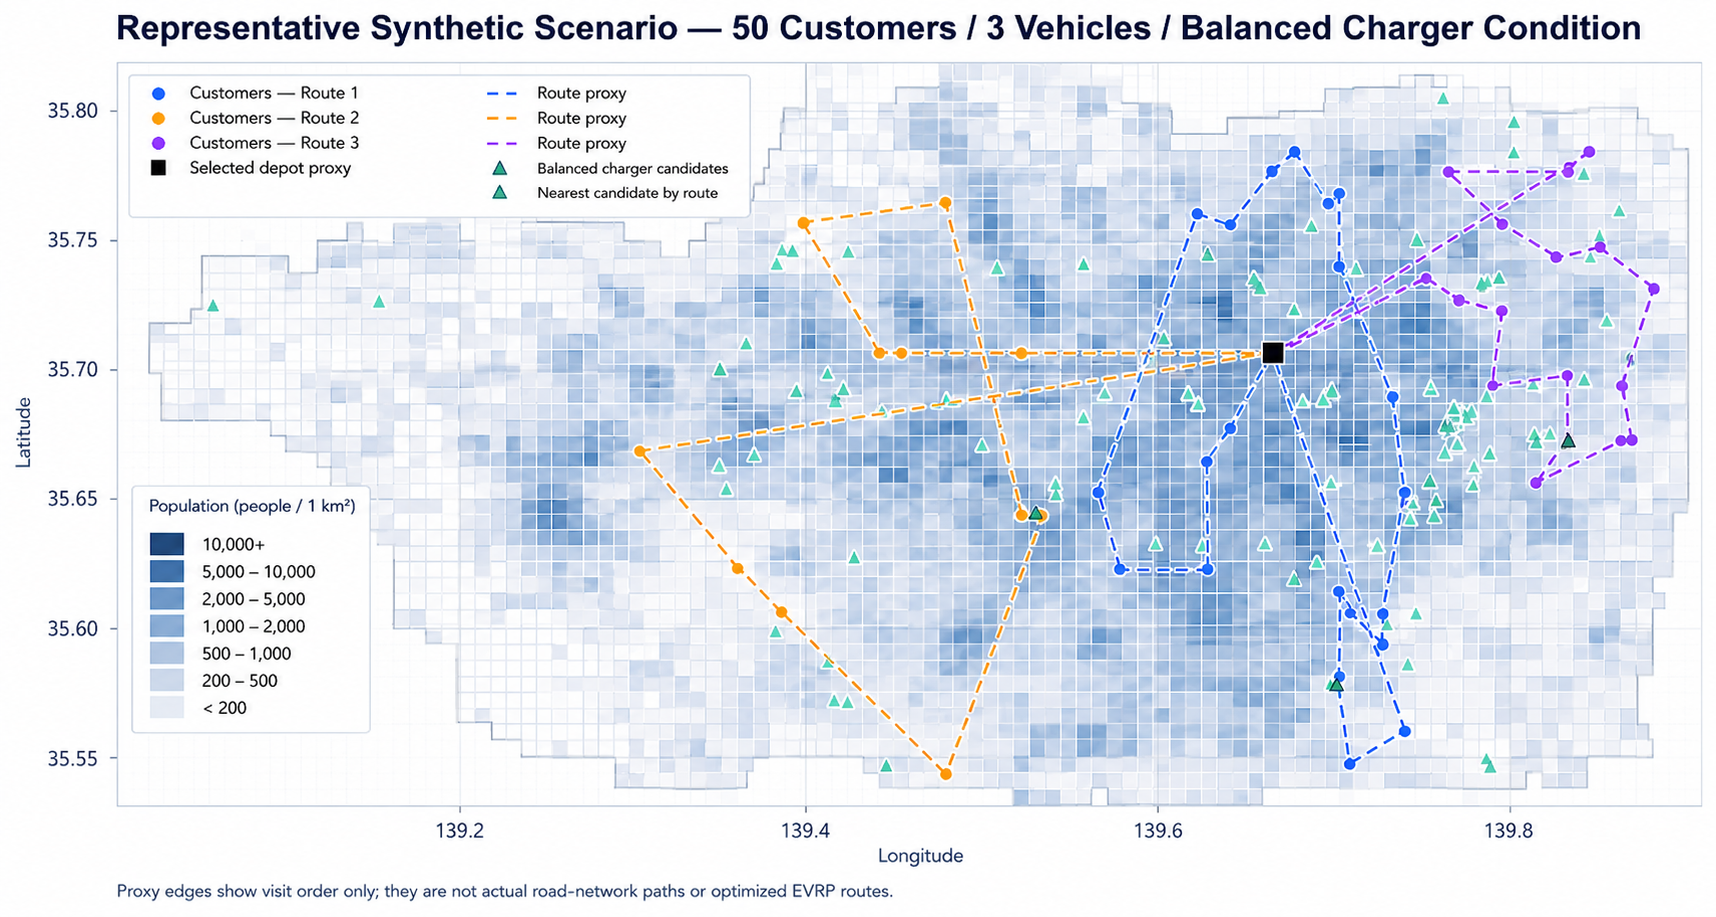 Representative Synthetic Scenario — 50 Customers / 3 Vehicles / Balanced Charger Condition
Customers — Route 1
Customers — Route 2
Customers — Route 3
Selected depot proxy
Route proxy
Route proxy
Route proxy
Balanced charger candidates
Nearest candidate by route
35.80
35.75
35.70
35.65
35.60
35.55
Latitude
Population (people / 1 km²)
10,000+
5,000 – 10,000
2,000 – 5,000
1,000 – 2,000
500 – 1,000
200 – 500
< 200
139.2
139.4
139.6
139.8
Longitude
Proxy edges show visit order only; they are not actual road-network paths or optimized EVRP routes.